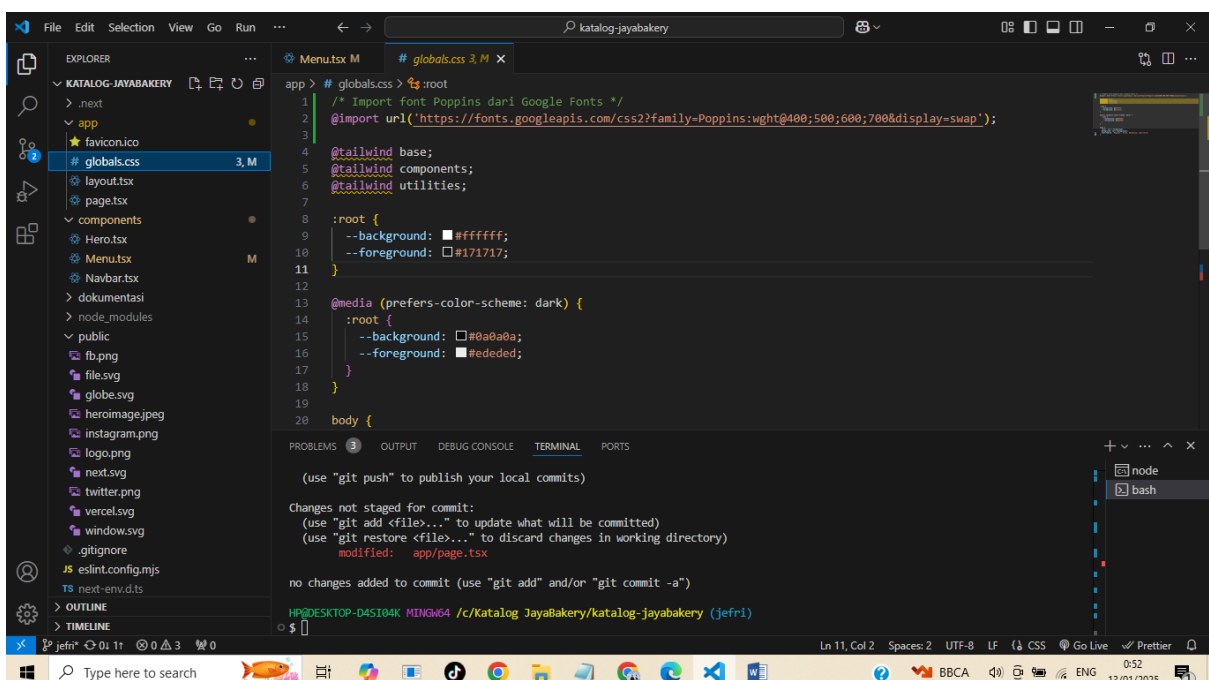 File Edit Selection View Go Run ··· katalog-jayabakery
EXPLORER ···
KATALOG-JAYABAKERY
.next
app
favicon.ico
globals.css 3, M
layout.tsx
page.tsx
components
Hero.tsx
Menu.tsx M
Navbar.tsx
dokumentasi
node_modules
public
fb.png
file.svg
globe.svg
heroimage.jpeg
instagram.png
logo.png
next.svg
twitter.png
vercel.svg
window.svg
.gitignore
JS eslint.config.mjs
TS next-env.d.ts
OUTLINE
TIMELINE
2
Menu.tsx M # globals.css 3, M
app > # globals.css > :root
1 /* Import font Poppins dari Google Fonts */
2 @import url('https://fonts.googleapis.com/css2?family=Poppins:wght@400;500;600;700&display=swap');
3
4 @tailwind base;
5 @tailwind components;
6 @tailwind utilities;
7
8 :root {
9 --background: #ffffff;
10 --foreground: #171717;
11 }
12
13 @media (prefers-color-scheme: dark) {
14 :root {
15 --background: #0a0a0a;
16 --foreground: #ededed;
17 }
18 }
19
20 body {
PROBLEMS 3 OUTPUT DEBUG CONSOLE TERMINAL PORTS
(use "git push" to publish your local commits)
Changes not staged for commit:
(use "git add <file>..." to update what will be committed)
(use "git restore <file>..." to discard changes in working directory)
modified: app/page.tsx
no changes added to commit (use "git add" and/or "git commit -a")
HP@DESKTOP-D4SI04K MINGW64 /c/Katalog JayaBakery/katalog-jayabakery (jefri)
$
node
bash
jefri* 0↓ 1↑ 0 3 0 Ln 11, Col 2 Spaces: 2 UTF-8 LF CSS Go Live Prettier
Type here to search BBCA ENG 0:52
13/01/2025